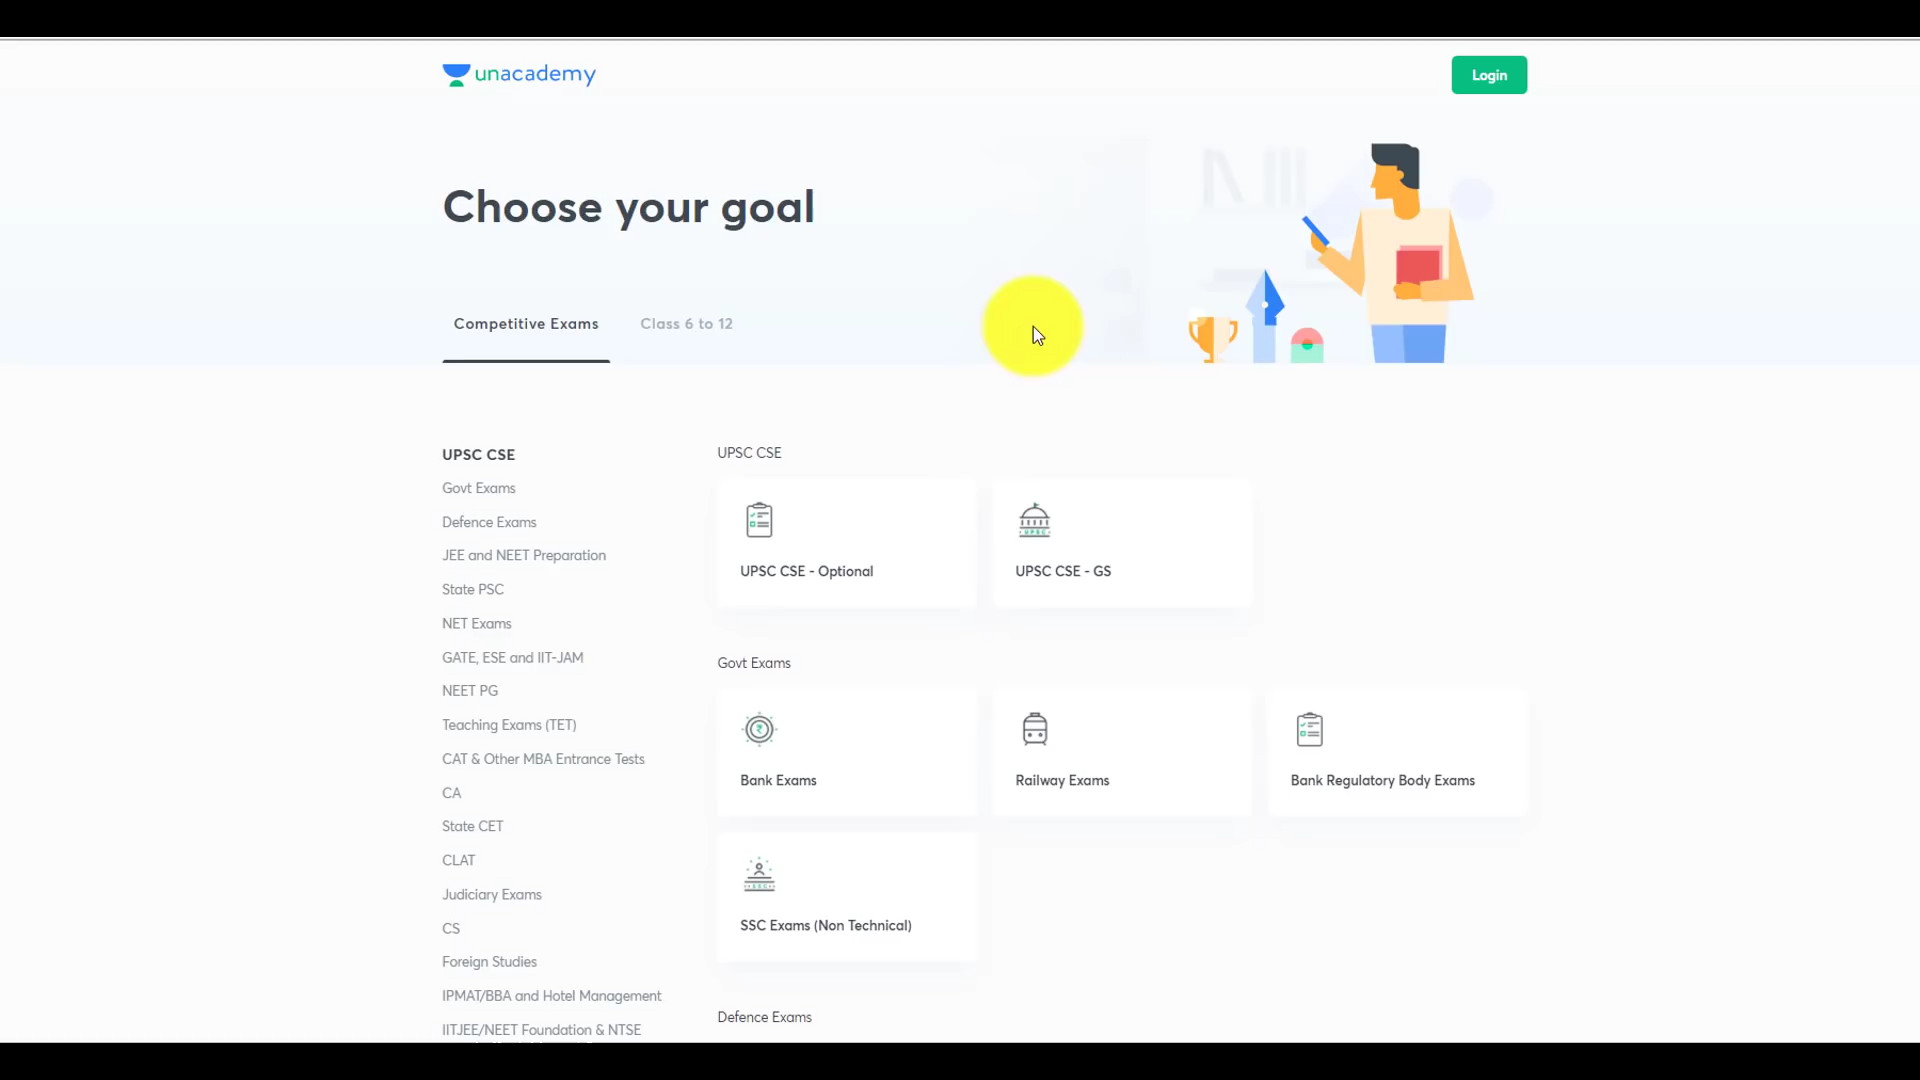 unacademy
Login
Choose your goal
Competitive Exams
Class 6 to 12
UPSC CSE
Govt Exams
Defence Exams
JEE and NEET Preparation
State PSC
NET Exams
GATE, ESE and IIT-JAM
NEET PG
Teaching Exams (TET)
CAT & Other MBA Entrance Tests
CA
State CET
CLAT
Judiciary Exams
CS
Foreign Studies
IPMAT/BBA and Hotel Management
IITJEE/NEET Foundation & NTSE
UPSC CSE
UPSC CSE - Optional
UPSC
UPSC CSE - GS
Govt Exams
Bank Exams
Railway Exams
Bank Regulatory Body Exams
SSC
SSC Exams (Non Technical)
Defence Exams